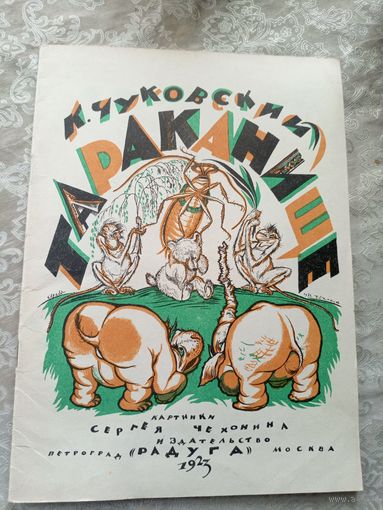 К. ЧУКОВСКИЙ
ТАРАКАНИЩЕ
КАРТИНКИ
СЕРГЕЯ ЧЕХОНИНА
ИЗДАТЕЛЬСТВО
ПЕТРОГРАД «РАДУГА» МОСКВА
1923